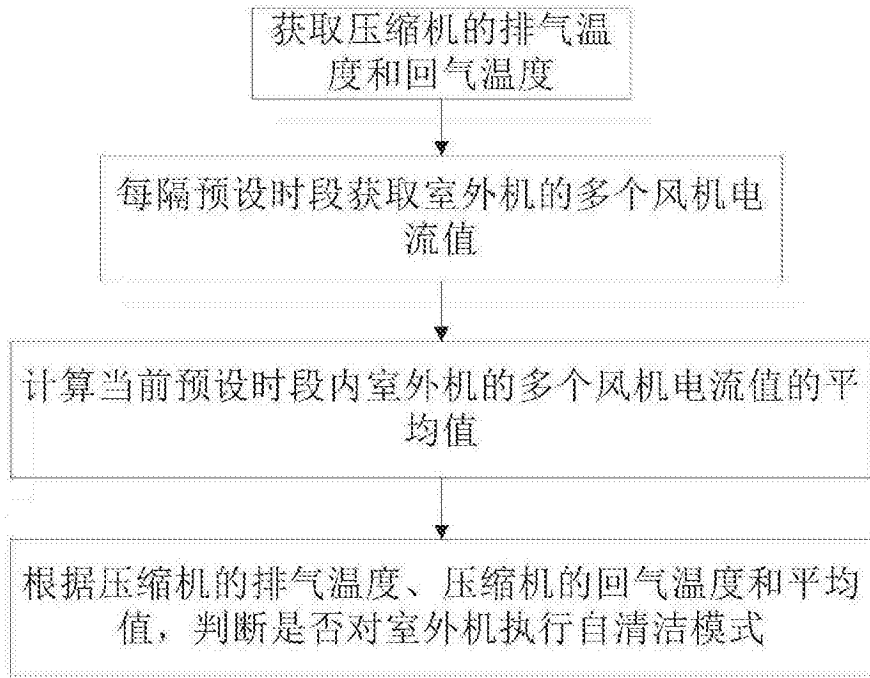 获取压缩机的排气温
度和回气温度
每隔预设时段获取室外机的多个风机电
流值
计算当前预设时段内室外机的多个风机电流值的平
均值
根据压缩机的排气温度、压缩机的回气温度和平均
值，判断是否对室外机执行自清洁模式